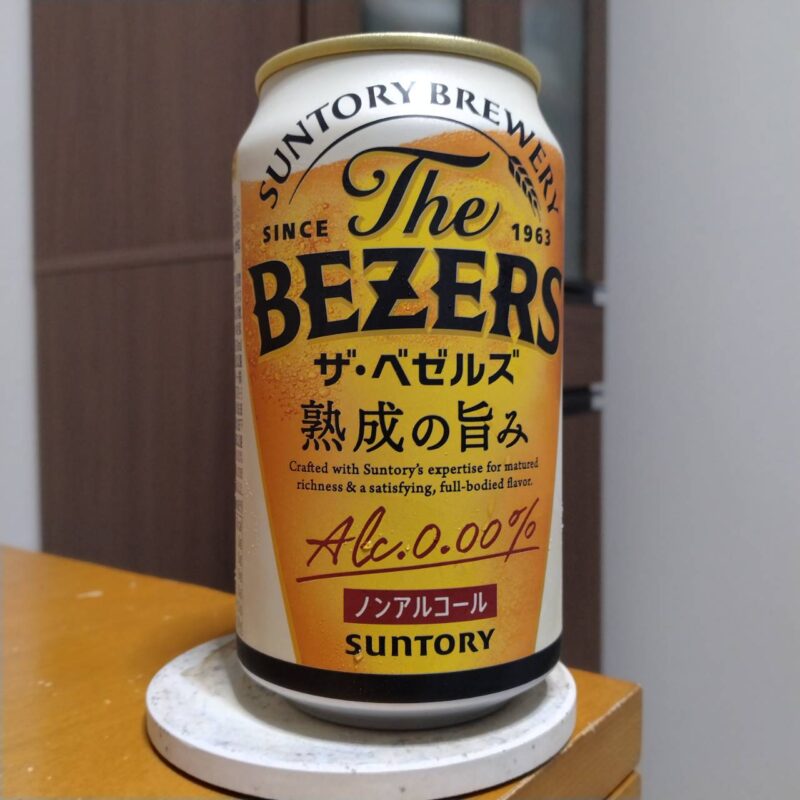 SUNTORY BREWERY
The
SINCE 1963
BEZERS
ザ・ベゼルズ
熟成の旨み
Crafted with Suntory's expertise for matured
richness & a satisfying, full-bodied flavor.
Alc.0.00%
ノンアルコール
SUNTORY